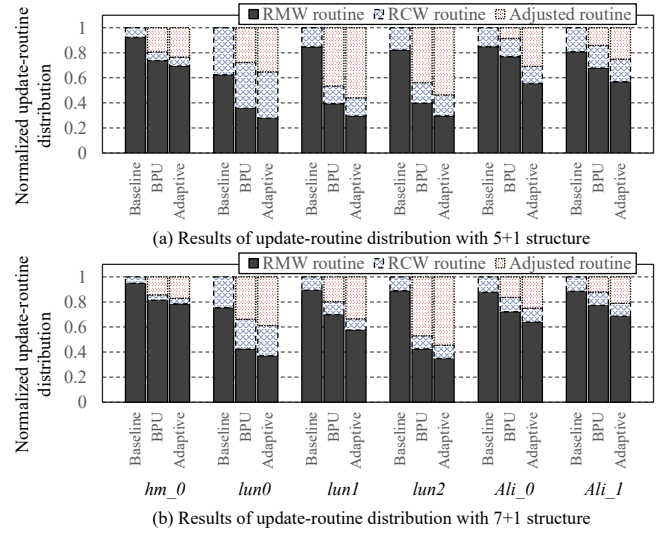 RMW routine RCW routine Adjusted routine
Normalized update-routine
distribution
1
0.8
0.6
0.4
0.2
0
Baseline BPU Adaptive Baseline BPU Adaptive Baseline BPU Adaptive Baseline BPU Adaptive Baseline BPU Adaptive Baseline BPU Adaptive
(a) Results of update-routine distribution with 5+1 structure
RMW routine RCW routine Adjusted routine
Normalized update-routine
distribution
1
0.8
0.6
0.4
0.2
0
Baseline BPU Adaptive Baseline BPU Adaptive Baseline BPU Adaptive Baseline BPU Adaptive Baseline BPU Adaptive Baseline BPU Adaptive
hm_0 lun0 lun1 lun2 Ali_0 Ali_1
(b) Results of update-routine distribution with 7+1 structure